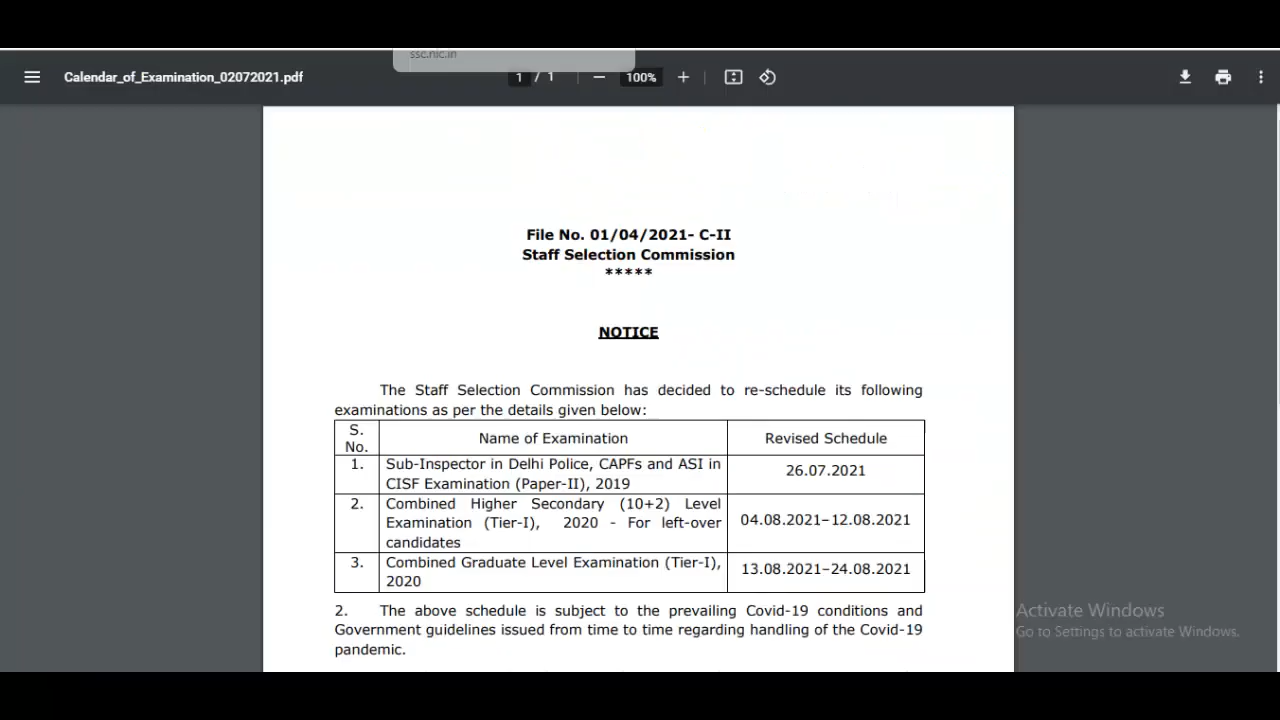 ssc.nic.in
Calendar_of_Examination_02072021.pdf
1 / 1
100%
File No. 01/04/2021- C-II
Staff Selection Commission
*****
NOTICE
The Staff Selection Commission has decided to re-schedule its following
examinations as per the details given below:
S. No. Name of Examination Revised Schedule
1. Sub-Inspector in Delhi Police, CAPFs and ASI in
CISF Examination (Paper-II), 2019
26.07.2021
2. Combined Higher Secondary (10+2) Level
Examination (Tier-I), 2020 - For left-over
candidates
04.08.2021–12.08.2021
3. Combined Graduate Level Examination (Tier-I),
2020
13.08.2021–24.08.2021
2. The above schedule is subject to the prevailing Covid-19 conditions and
Government guidelines issued from time to time regarding handling of the Covid-19
pandemic.
Activate Windows
Go to Settings to activate Windows.